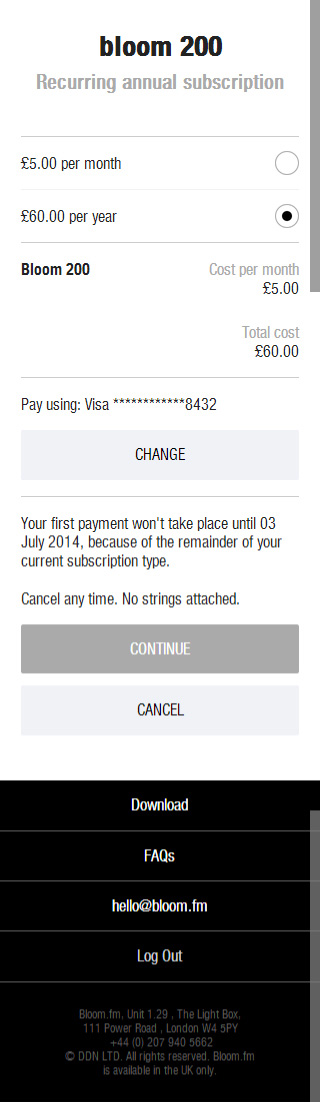 bloom 200
Recurring annual subscription
£5.00 per month
£60.00 per year
Bloom 200 Cost per month
£5.00
Total cost
£60.00
Pay using: Visa ************8432
CHANGE
Your first payment won't take place until 03
July 2014, because of the remainder of your
current subscription type.
Cancel any time. No strings attached.
CONTINUE
CANCEL
Download
FAQs
hello@bloom.fm
Log Out
Bloom.fm, Unit 1.29 , The Light Box,
111 Power Road , London W4 5PY
+44 (0) 207 940 5662
© DDN LTD. All rights reserved. Bloom.fm
is available in the UK only.